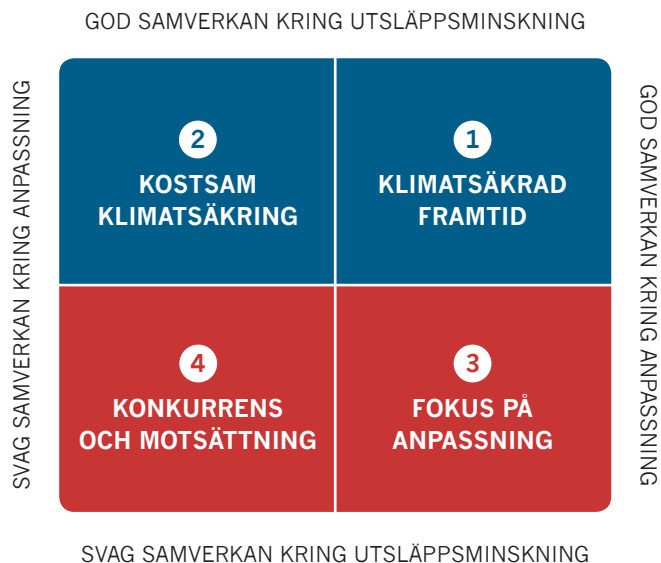 GOD SAMVERKAN KRING UTSLÄPPSMINSKNING
SVAG SAMVERKAN KRING ANPASSNING
2
KOSTSAM
KLIMATSÄKRING
1
KLIMATSÄKRAD
FRAMTID
GOD SAMVERKAN KRING ANPASSNING
4
KONKURRENS
OCH MOTSÄTTNING
3
FOKUS PÅ
ANPASSNING
SVAG SAMVERKAN KRING UTSLÄPPSMINSKNING